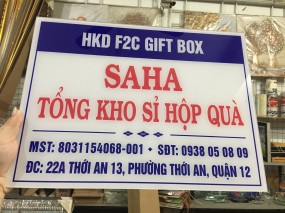 HKD F2C GIFT BOX
SAHA
TỔNG KHO SỈ HỘP QUÀ
MST: 8031154068-001 • SĐT: 0938 05 08 09
ĐC: 22A THỚI AN 13, PHƯỜNG THỚI AN, QUẬN 12